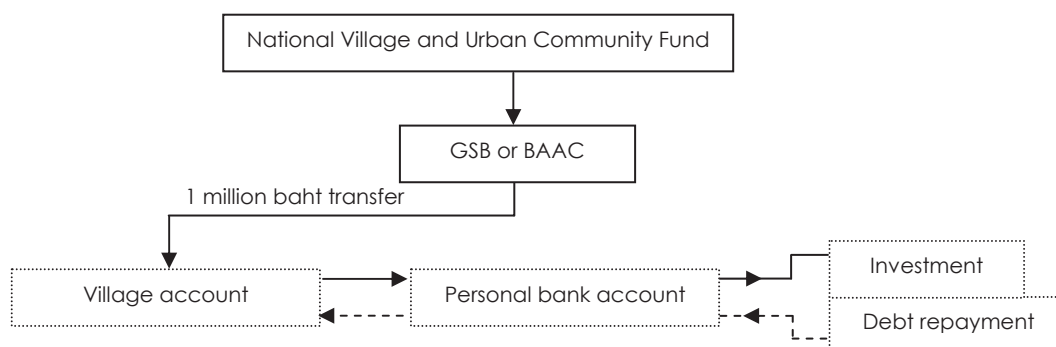 National Village and Urban Community Fund
GSB or BAAC
1 million baht transfer
Village account
Personal bank account
Investment
Debt repayment